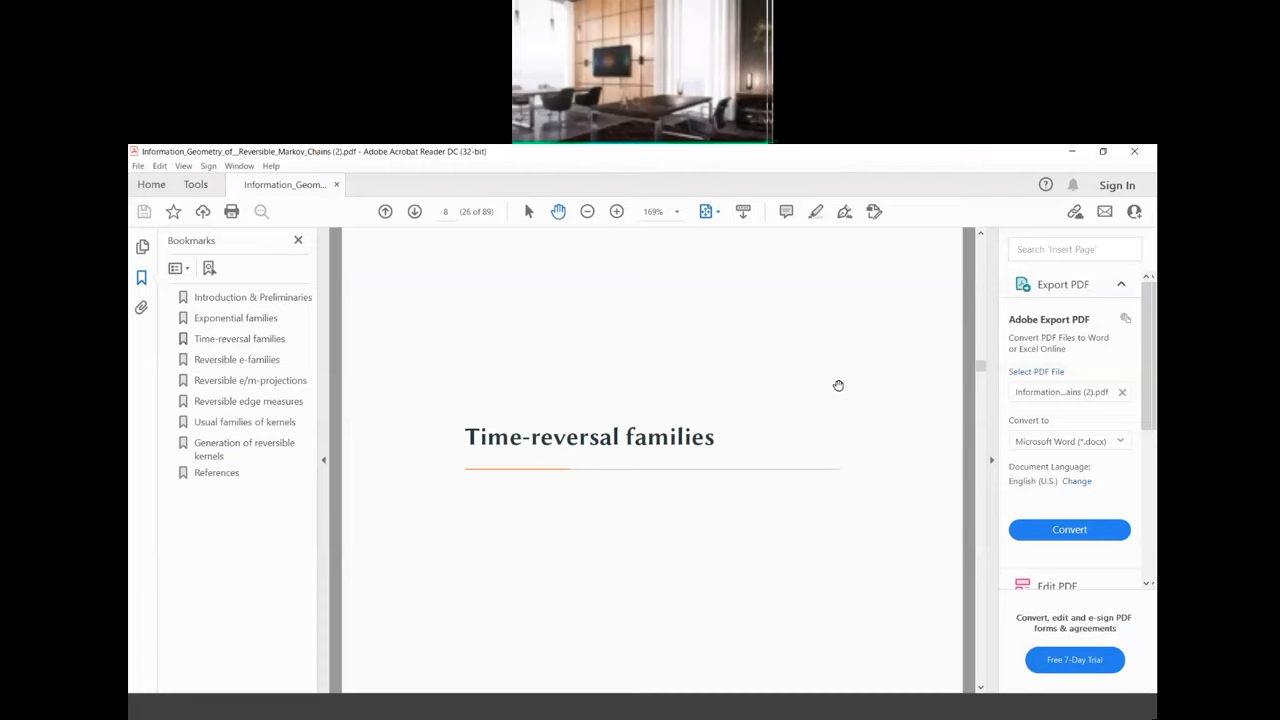 Information_Geometry_of__Reversible_Markov_Chains (2).pdf - Adobe Acrobat Reader DC (32-bit)
File Edit View Sign Window Help
Home Tools Information_Geom... Sign In
8 (26 of 89) 169%
Bookmarks
Introduction & Preliminaries
Exponential families
Time-reversal families
Reversible e-families
Reversible e/m-projections
Reversible edge measures
Usual families of kernels
Generation of reversible
kernels
References
Time-reversal families
Search 'Insert Page'
Export PDF
Adobe Export PDF
Convert PDF Files to Word
or Excel Online
Select PDF File
Information...ains (2).pdf
Convert to
Microsoft Word (*.docx)
Document Language:
English (U.S.) Change
Convert
Edit PDF
Convert, edit and e-sign PDF
forms & agreements
Free 7-Day Trial